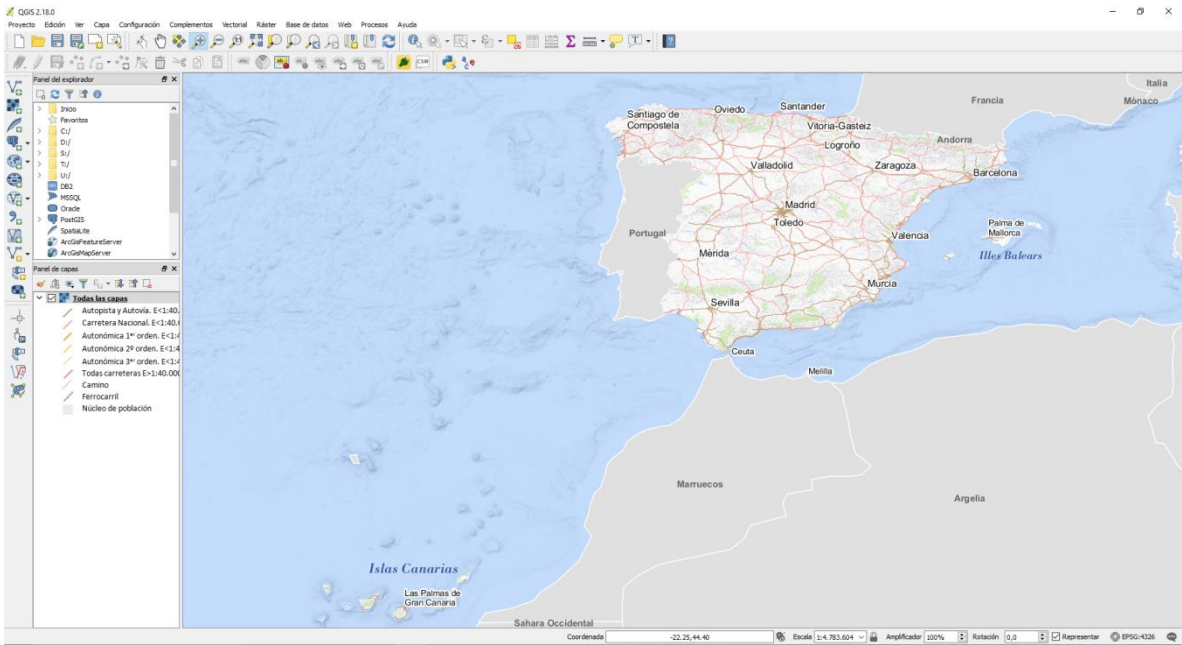 QGIS 2.18.0
Proyecto Edición Ver Capa Configuración Complementos Vectorial Ráster Base de datos Web Procesos Ayuda
Panel del explorador
Inicio
Favoritos
C:/
D:/
S:/
T:/
U:/
DB2
MSSQL
Oracle
PostGIS
SpatiaLite
ArcGisFeatureServer
ArcGisMapServer
Panel de capas
Todas las capas
Autopista y Autovía. E<1:40.
Carretera Nacional. E<1:40.
Autonómica 1ᵉʳ orden. E<1:4
Autonómica 2º orden. E<1:4
Autonómica 3ᵉʳ orden. E<1:4
Todas carreteras E>1:40.000
Camino
Ferrocarril
Núcleo de población
Italia
Francia
Mónaco
Santiago de
Compostela
Oviedo
Santander
Vitoria-Gasteiz
Logroño
Andorra
Valladolid
Zaragoza
Barcelona
Madrid
Toledo
Portugal
Valencia
Palma de
Mallorca
Illes Balears
Mérida
Murcia
Sevilla
Ceuta
Melilla
Marruecos
Argelia
Islas Canarias
Las Palmas de
Gran Canaria
Sahara Occidental
Coordenada -22.25,44.40 Escala 1:4.783.604 Amplificador 100% Rotación 0,0 Representar EPSG:4326